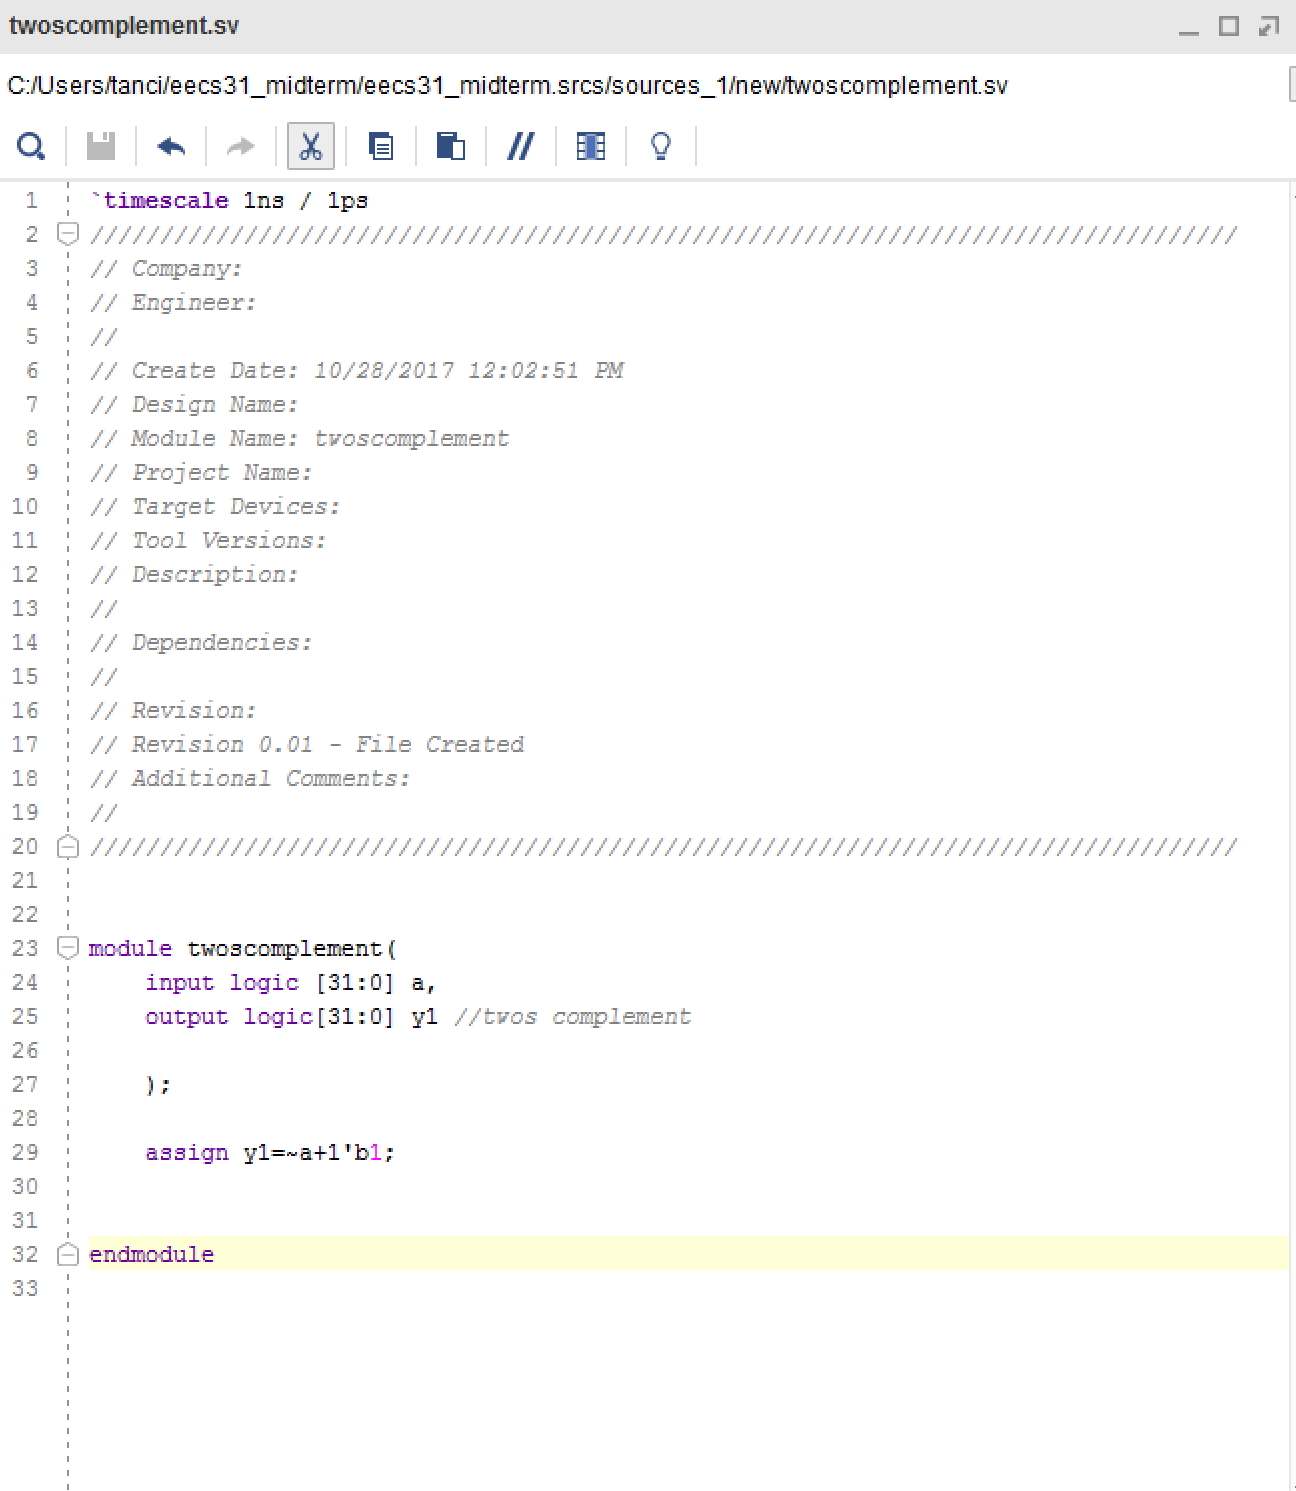 twoscomplement.sv
C:/Users/tanci/eecs31_midterm/eecs31_midterm.srcs/sources_1/new/twoscomplement.sv
1 `timescale 1ns / 1ps
2 //////////////////////////////////////////////////////////////////////////////////
3 // Company:
4 // Engineer:
5 //
6 // Create Date: 10/28/2017 12:02:51 PM
7 // Design Name:
8 // Module Name: twoscomplement
9 // Project Name:
10 // Target Devices:
11 // Tool Versions:
12 // Description:
13 //
14 // Dependencies:
15 //
16 // Revision:
17 // Revision 0.01 - File Created
18 // Additional Comments:
19 //
20 //////////////////////////////////////////////////////////////////////////////////
21
22
23 module twoscomplement(
24 input logic [31:0] a,
25 output logic[31:0] y1 //twos complement
26
27 );
28
29 assign y1=~a+1'b1;
30
31
32 endmodule
33